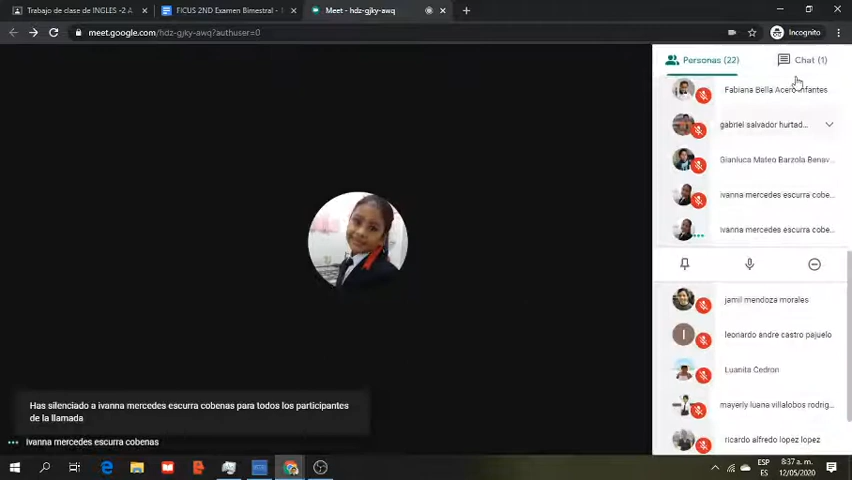 Trabajo de clase de INGLES -2 A
FICUS 2ND Examen Bimestral -
Meet - hdz-gjky-awq
meet.google.com/hdz-gjky-awq?authuser=0
Incognito
Personas (22)
Chat (1)
Fabiana Bella Acero Infantes
gabriel salvador hurtad...
Gianluca Mateo Barzola Benav...
ivanna mercedes escurra cobe...
ivanna mercedes escurra cobe...
jamil mendoza morales
I leonardo andre castro pajuelo
Luanita Cedron
mayerly luana villalobos rodrig...
ricardo alfredo lopez lopez
Has silenciado a ivanna mercedes escurra cobenas para todos los participantes
de la llamada
ivanna mercedes escurra cobenas
ESP
ES
8:37 a. m.
12/05/2020